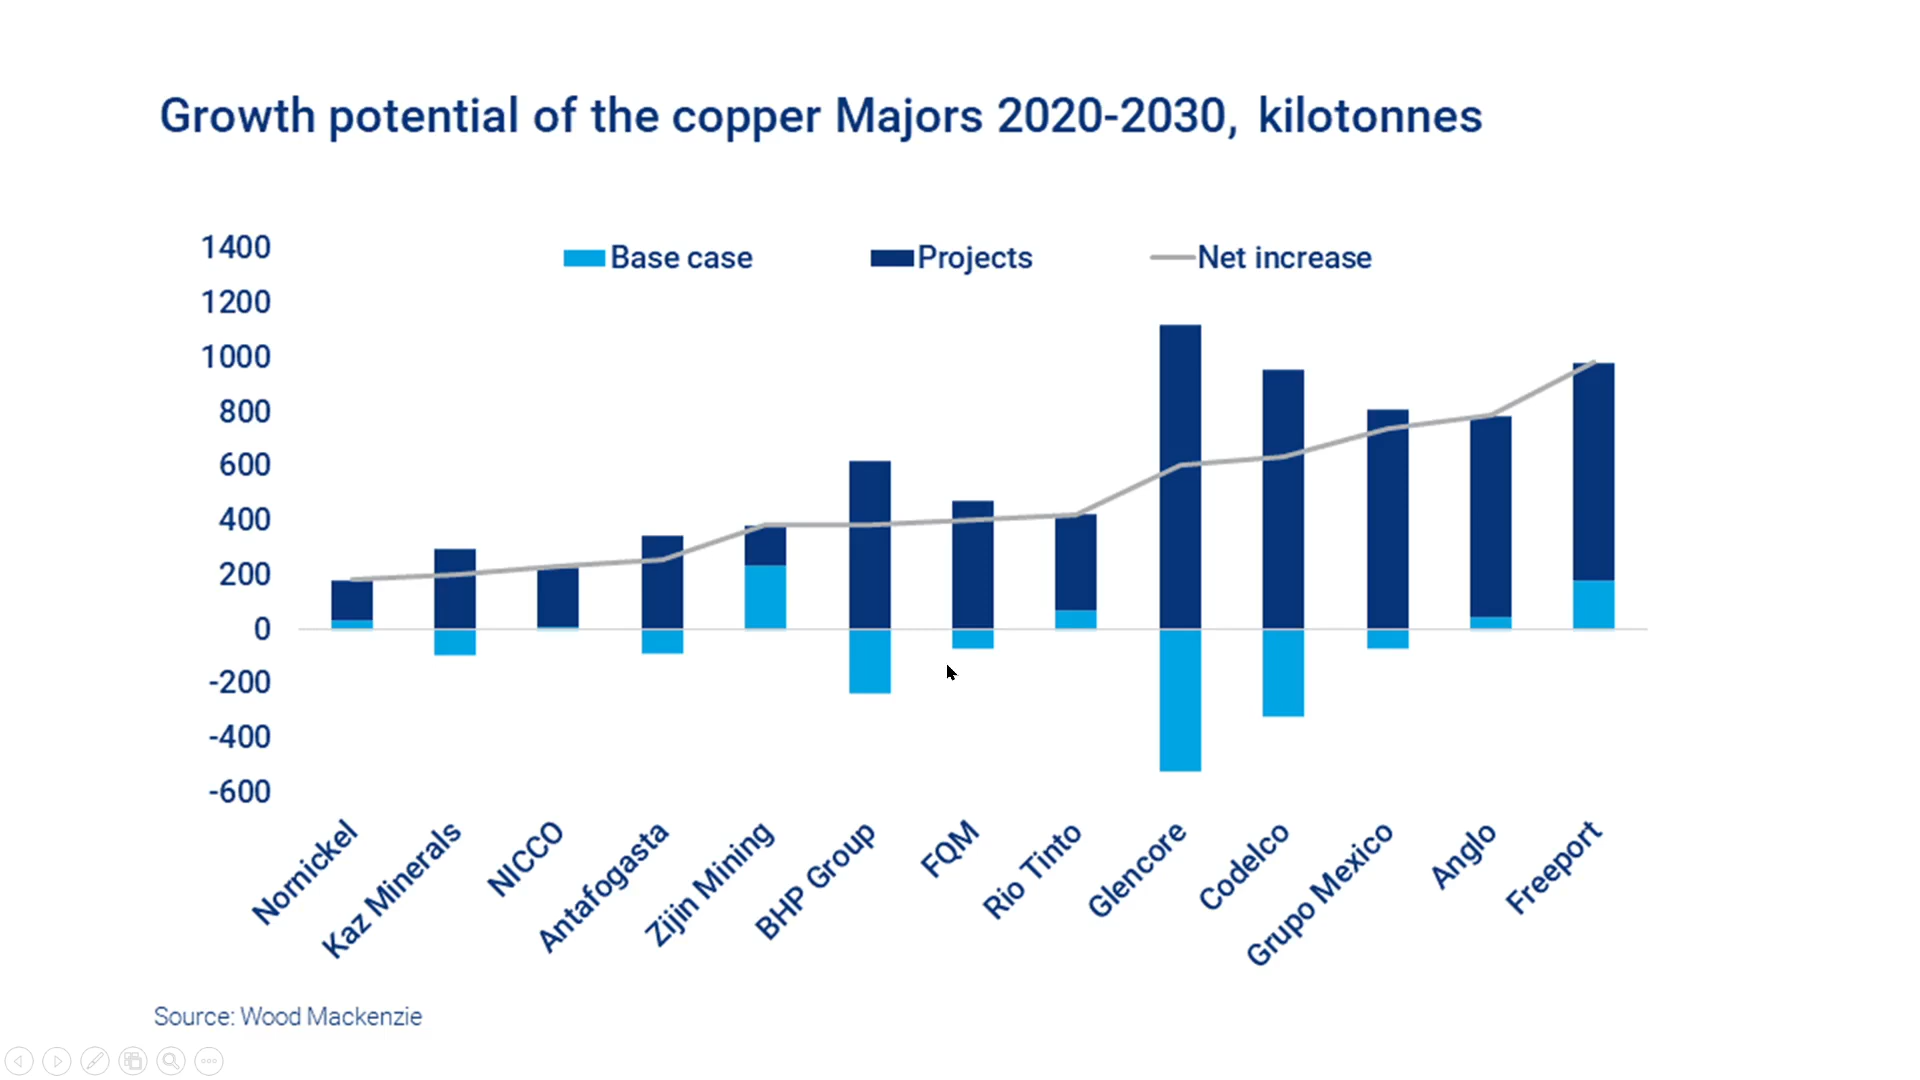 Growth potential of the copper Majors 2020-2030, kilotonnes
Base case
Projects
Net increase
1400
1200
1000
800
600
400
200
0
-200
-400
-600
Nornickel
Kaz Minerals
NICCO
Antafogasta
Zijin Mining
BHP Group
FQM
Rio Tinto
Glencore
Codelco
Grupo Mexico
Anglo
Freeport
Source: Wood Mackenzie